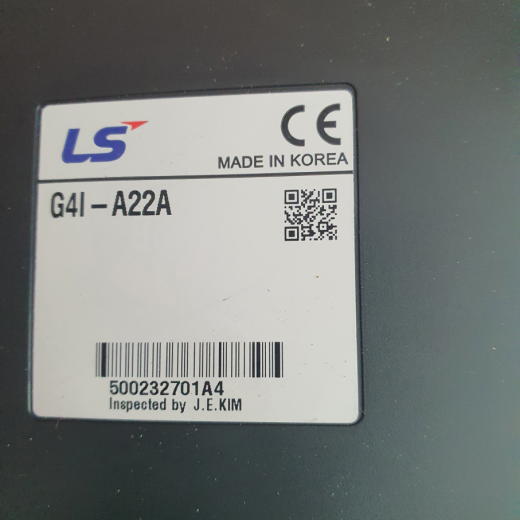 LS
CE
MADE IN KOREA
G4I-A22A
500232701A4
Inspected by J.E.KIM